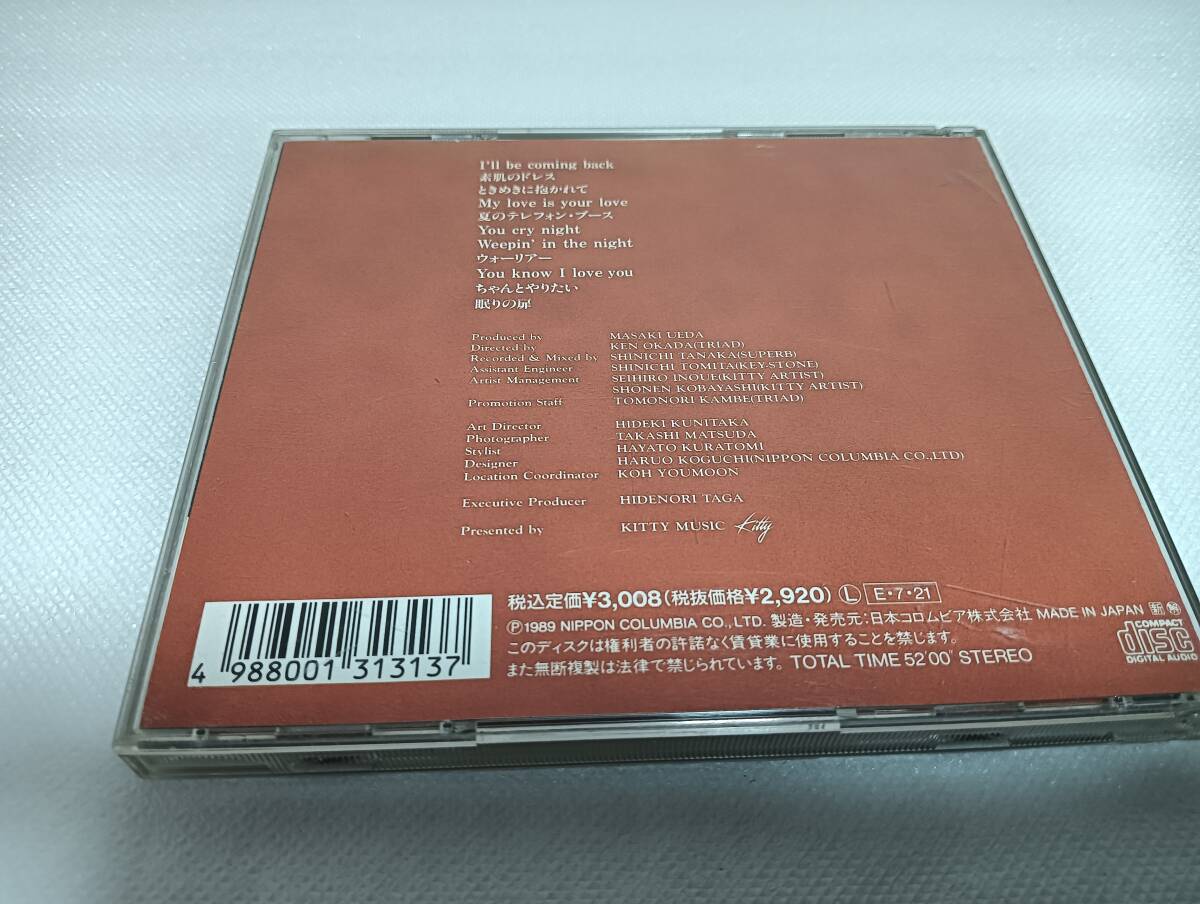 I'll be coming back
素肌のドレス
ときめきに抱かれて
My love is your love
夏のテレフォン・ブース
You cry night
Weepin' in the night
ウォーリアー
You know I love you
ちゃんとやりたい
眠りの扉
Produced by MASAKI UEDA
Directed by KEN OKADA(TRIAD)
Recorded & Mixed by SHINICHI TANAKA(SUPERB)
Assistant Engineer SHINICHI TOMITA(KEY-STONE)
Artist Management SEIHIRO INOUE(KITTY ARTIST)
SHONEN KOBAYASHI(KITTY ARTIST)
Promotion Staff TOMONORI KAMBE(TRIAD)
Art Director HIDEKI KUNITAKA
Photographer TAKASHI MATSUDA
Stylist HAYATO KURATOMI
Designer HARUO KOGUCHI(NIPPON COLUMBIA CO.,LTD)
Location Coordinator KOH YOUMOON
Executive Producer HIDENORI TAGA
Presented by KITTY MUSIC Kitty
税込定価¥3,008(税抜価格¥2,920) Ⓛ E・7・21
Ⓟ1989 NIPPON COLUMBIA CO.,LTD. 製造・発売元:日本コロムビア株式会社 MADE IN JAPAN
このディスクは権利者の許諾なく賃貸業に使用することを禁じます。
また無断複製は法律で禁じられています。 TOTAL TIME 52'00" STEREO
COMPACT
disc
DIGITAL AUDIO
4 988001 313137